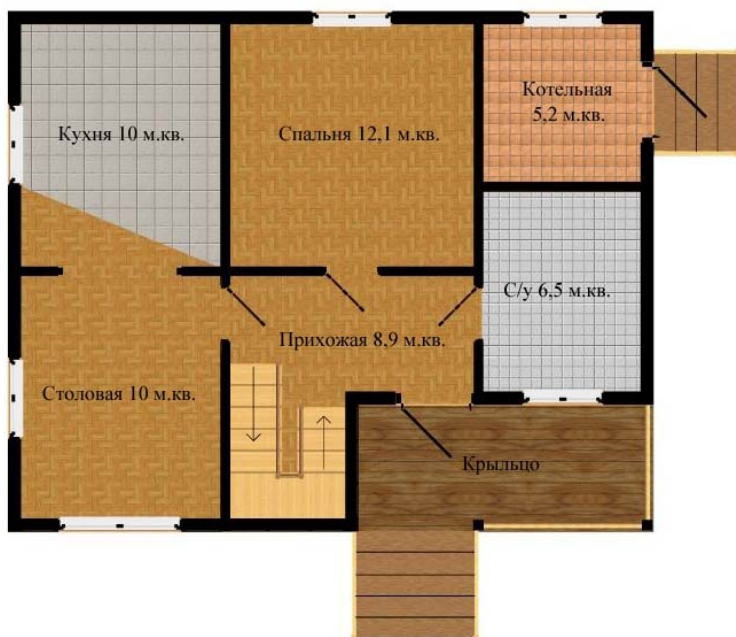 Кухня 10 м.кв.
Спальня 12,1 м.кв.
Котельная
5,2 м.кв.
С/у 6,5 м.кв.
Прихожая 8,9 м.кв.
Столовая 10 м.кв.
Крыльцо